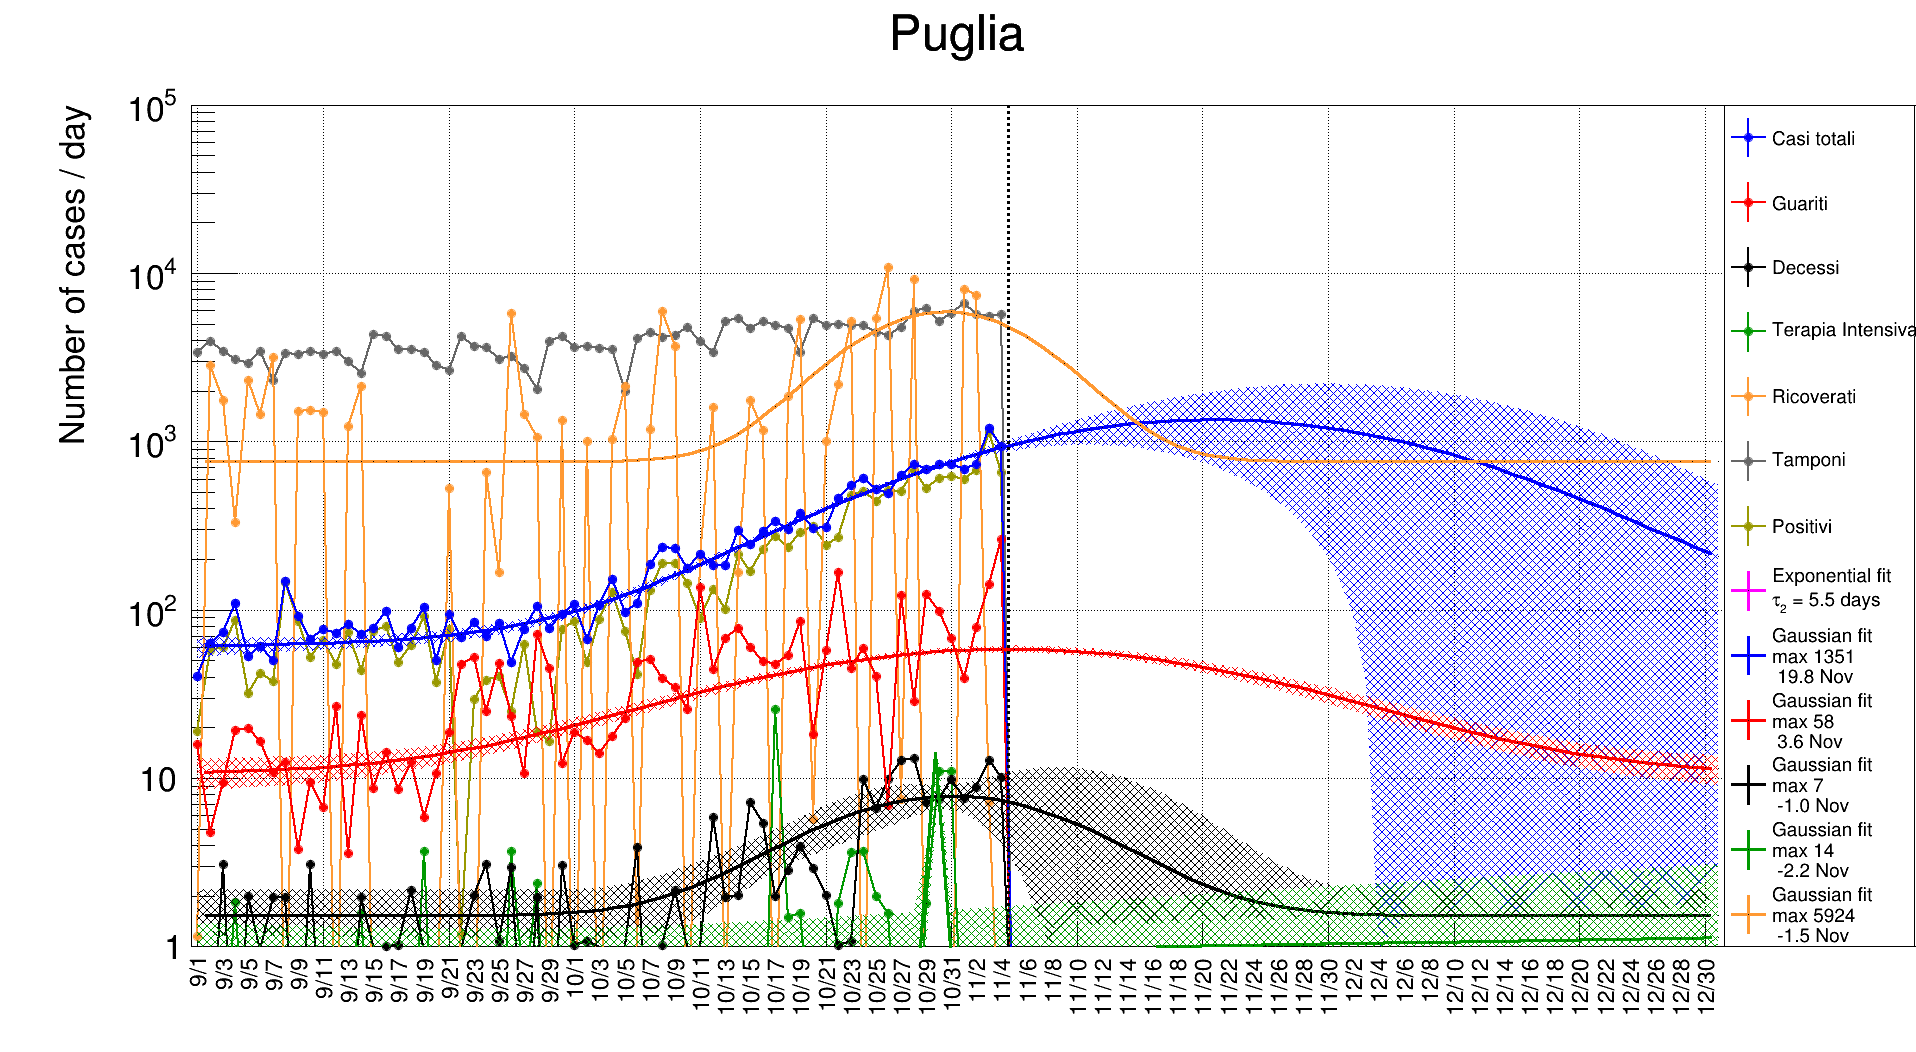 Puglia
Number of cases / day
10^5
10^4
10^3
10^2
10
1
9/1
9/3
9/5
9/7
9/9
9/11
9/13
9/15
9/17
9/19
9/21
9/23
9/25
9/27
9/29
10/1
10/3
10/5
10/7
10/9
10/11
10/13
10/15
10/17
10/19
10/21
10/23
10/25
10/27
10/29
10/31
11/2
11/4
11/6
11/8
11/10
11/12
11/14
11/16
11/18
11/20
11/22
11/24
11/26
11/28
11/30
12/2
12/4
12/6
12/8
12/10
12/12
12/14
12/16
12/18
12/20
12/22
12/24
12/26
12/28
12/30
Casi totali
Guariti
Decessi
Terapia Intensiva
Ricoverati
Tamponi
Positivi
Exponential fit
τ₂ = 5.5 days
Gaussian fit
max 1351
19.8 Nov
Gaussian fit
max 58
3.6 Nov
Gaussian fit
max 7
-1.0 Nov
Gaussian fit
max 14
-2.2 Nov
Gaussian fit
max 5924
-1.5 Nov